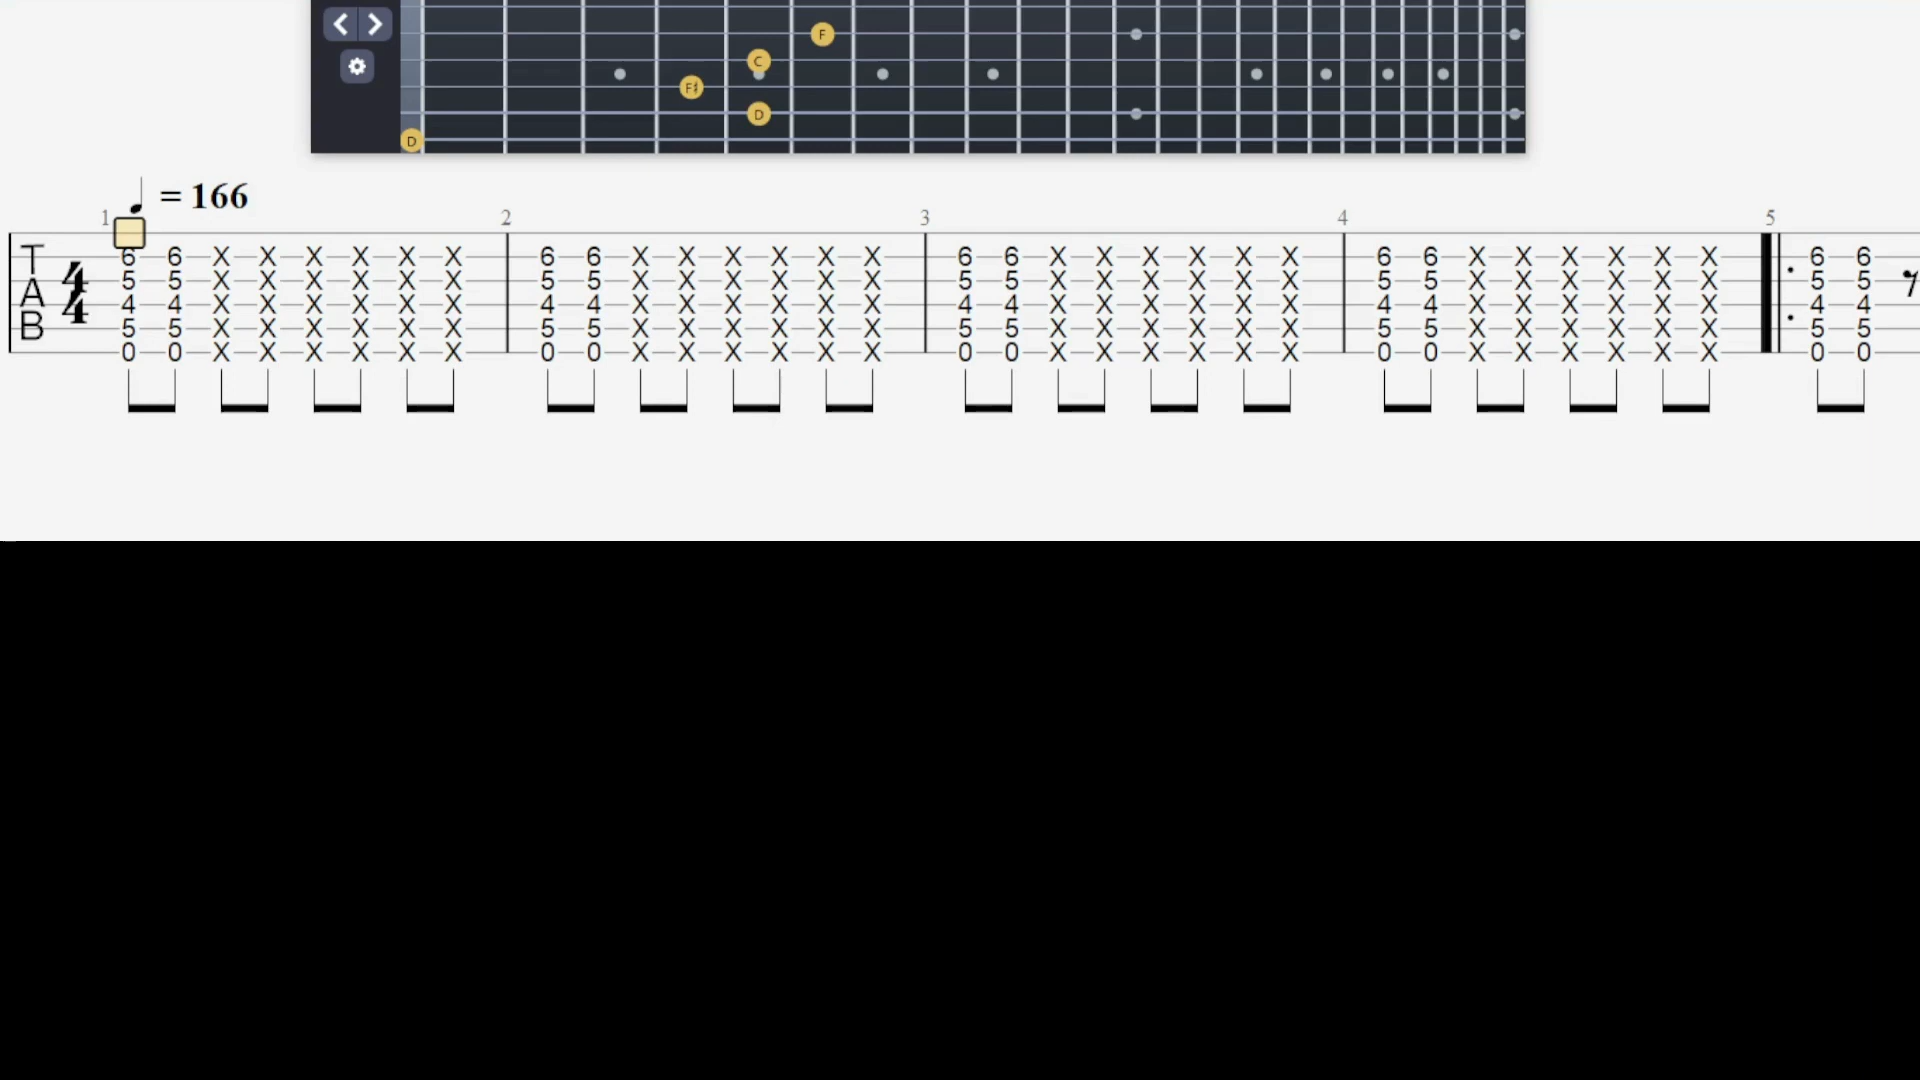 F
C
F♯
D
D
= 166
1 2 3 4 5
T
A
B
4
4
6 6 X X X X X X 6 6 X X X X X X 6 6 X X X X X X 6 6 X X X X X X 6 6
5 5 X X X X X X 5 5 X X X X X X 5 5 X X X X X X 5 5 X X X X X X 5 5
4 4 X X X X X X 4 4 X X X X X X 4 4 X X X X X X 4 4 X X X X X X 4 4
5 5 X X X X X X 5 5 X X X X X X 5 5 X X X X X X 5 5 X X X X X X 5 5
0 0 X X X X X X 0 0 X X X X X X 0 0 X X X X X X 0 0 X X X X X X 0 0